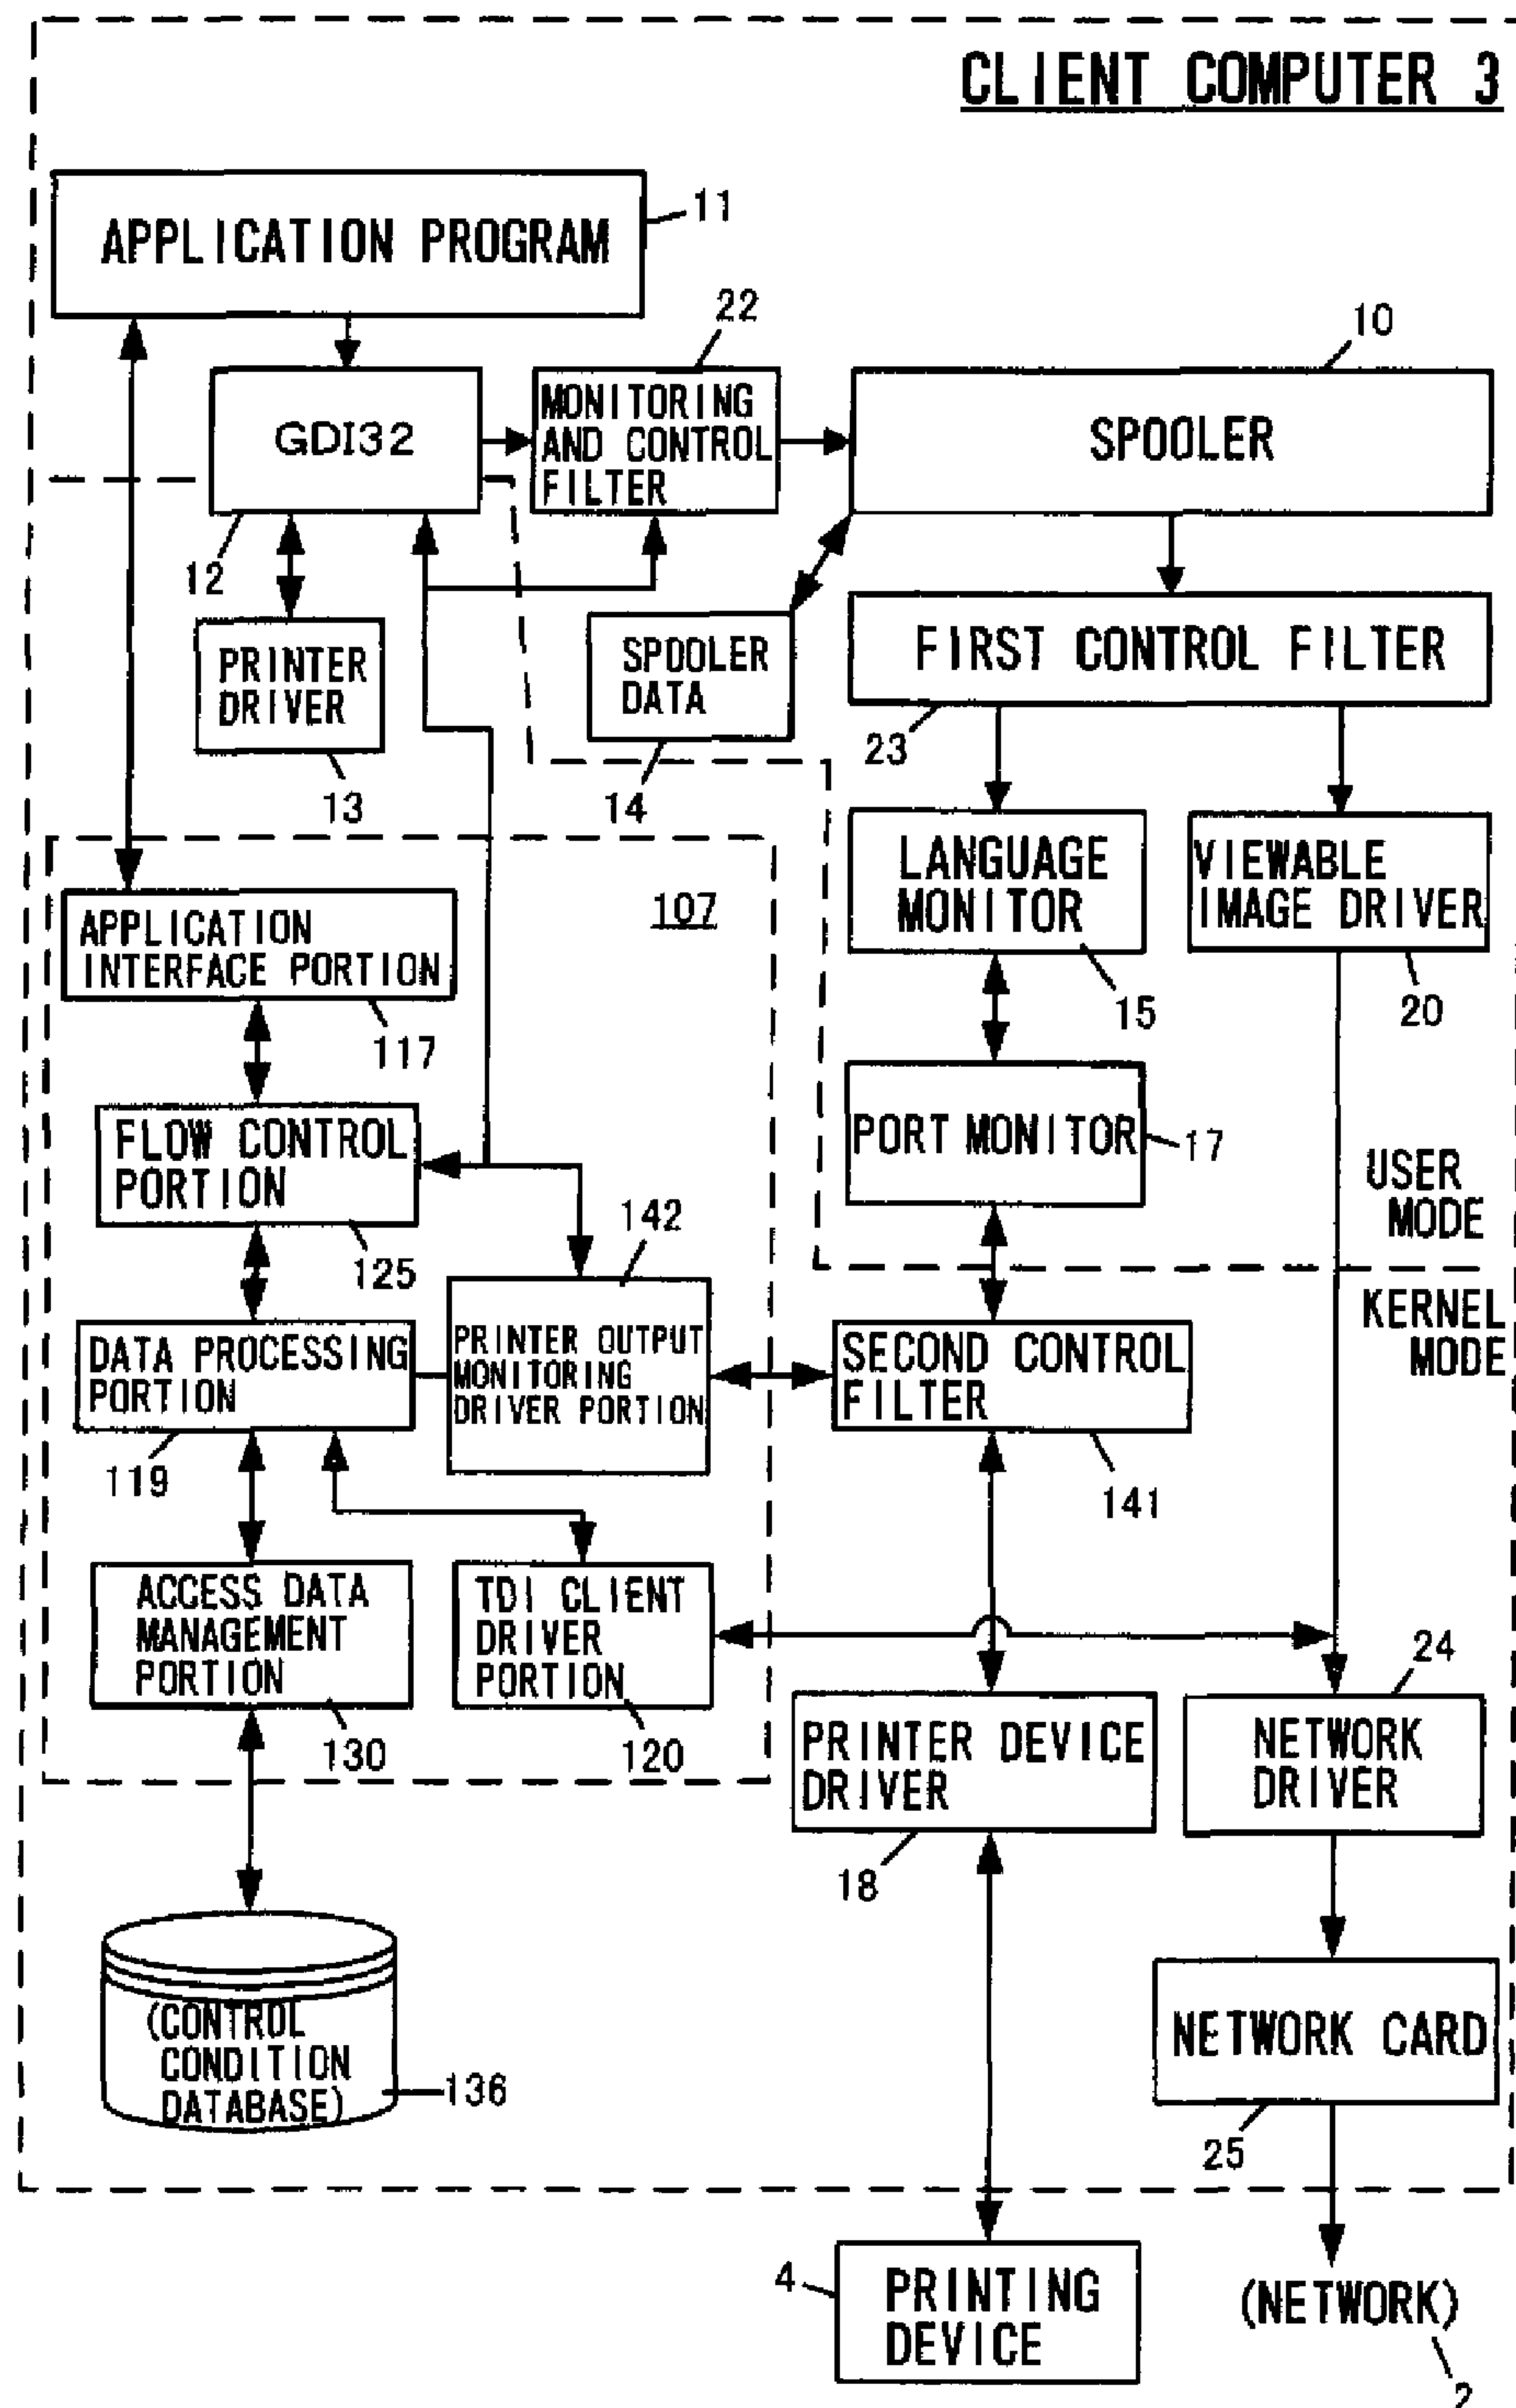 CLIENT COMPUTER 3
APPLICATION PROGRAM
11
GDI32
12
22
MONITORING
AND CONTROL
FILTER
10
SPOOLER
PRINTER
DRIVER
13
SPOOLER
DATA
14
FIRST CONTROL FILTER
23
LANGUAGE
MONITOR
15
VIEWABLE
IMAGE DRIVER
20
107
APPLICATION
INTERFACE PORTION
117
PORT MONITOR
17
FLOW CONTROL
PORTION
125
USER
MODE
KERNEL
MODE
142
PRINTER OUTPUT
MONITORING
DRIVER PORTION
DATA PROCESSING
PORTION
119
SECOND CONTROL
FILTER
141
ACCESS DATA
MANAGEMENT
PORTION
130
TDI CLIENT
DRIVER
PORTION
120
PRINTER DEVICE
DRIVER
18
24
NETWORK
DRIVER
(CONTROL
CONDITION
DATABASE)
136
NETWORK CARD
25
4
PRINTING
DEVICE
(NETWORK)
2